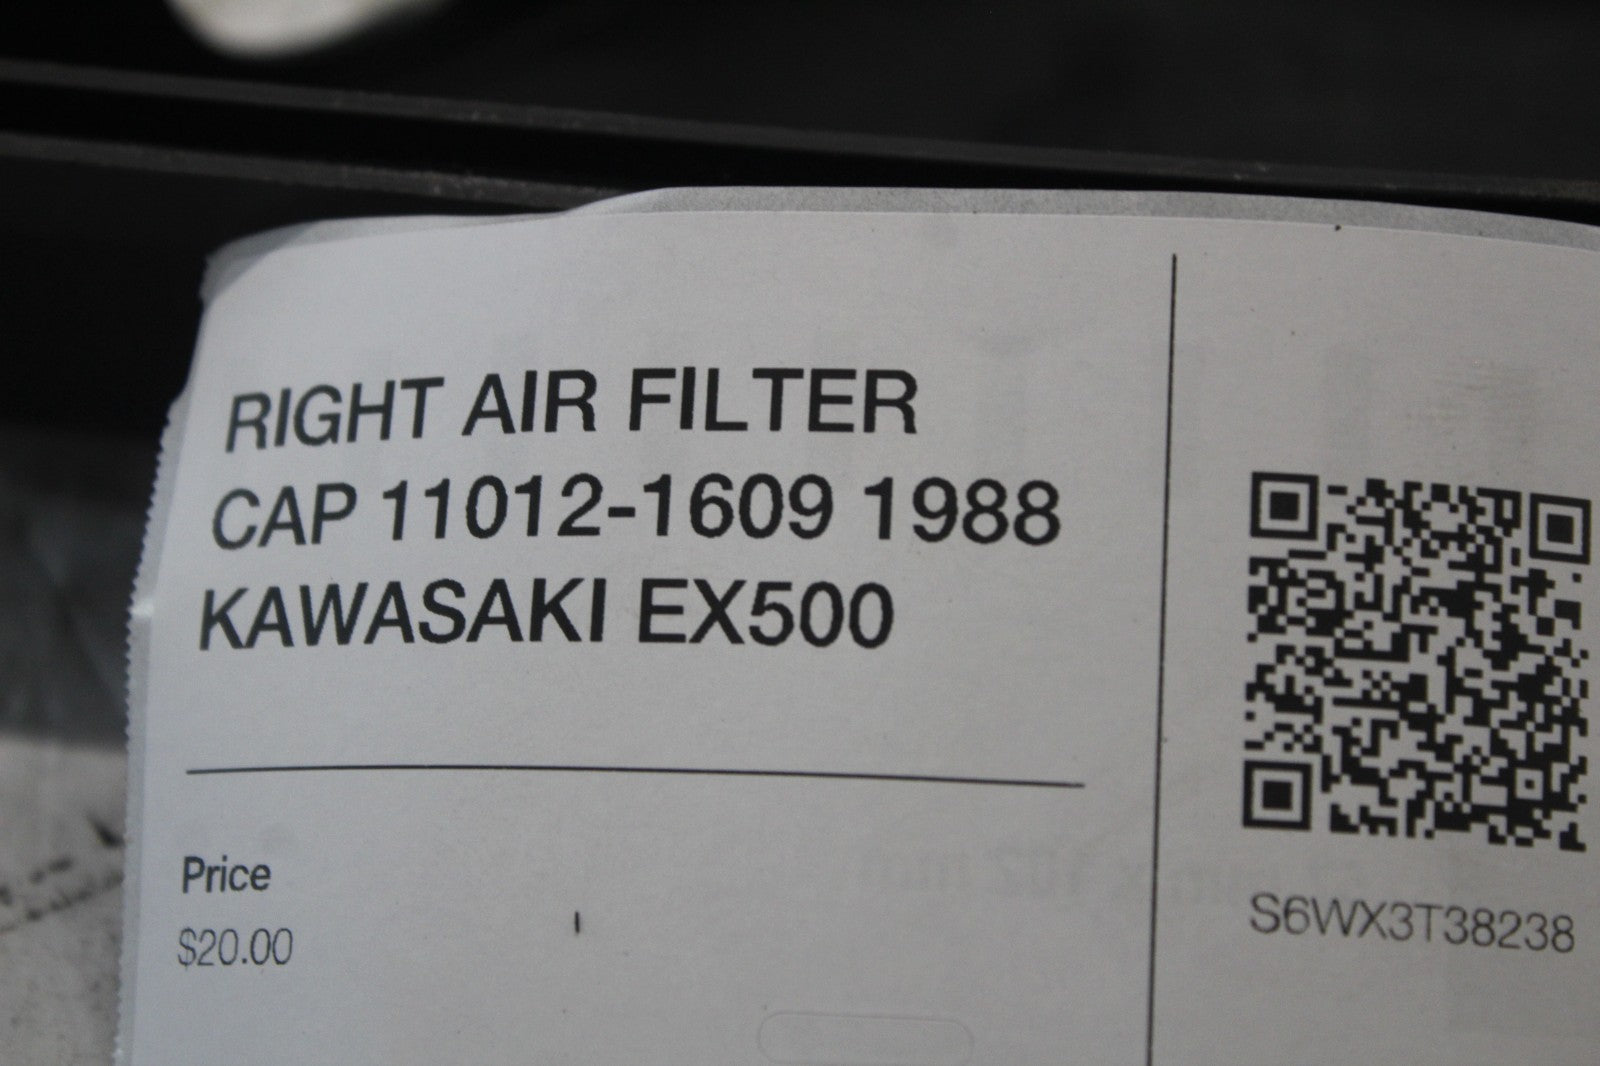 RIGHT AIR FILTER
CAP 11012-1609 1988
KAWASAKI EX500
Price
$20.00
S6WX3T38238